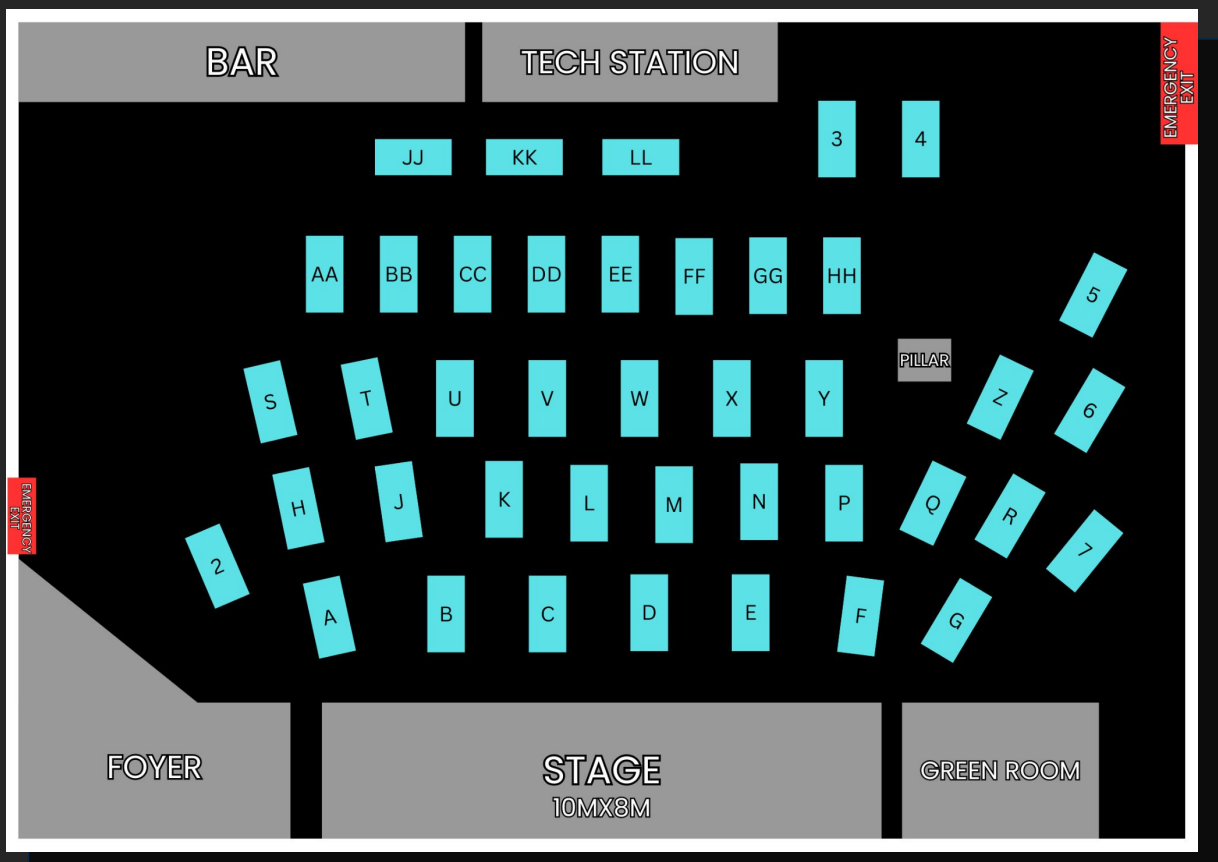 BAR
TECH STATION
EMERGENCY
EXIT
3
4
JJ
KK
LL
AA
BB
CC
DD
EE
FF
GG
HH
5
PILLAR
S
T
U
V
W
X
Y
Z
6
EMERGENCY
EXIT
H
J
K
L
M
N
P
Q
R
7
2
A
B
C
D
E
F
G
FOYER
STAGE
10MX8M
GREEN ROOM